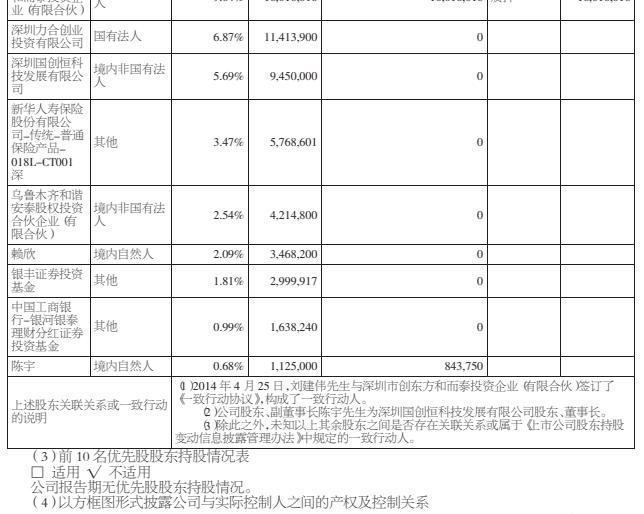 业（有限合伙） 人
深圳力合创业
投资有限公司 国有法人 6.87% 11,413,900 0
深圳国创恒科
技发展有限公
司 境内非国有法
人 5.69% 9,450,000 0
新华人寿保险
股份有限公
司–传统–普通
保险产品–
018L–CT001
深 其他 3.47% 5,768,601 0
乌鲁木齐和谐
安泰股权投资
合伙企业（有
限合伙） 境内非国有法
人 2.54% 4,214,800 0
赖欣 境内自然人 2.09% 3,468,200 0
银丰证券投资
基金 其他 1.81% 2,999,917 0
中国工商银
行–银河银泰
理财分红证券
投资基金 其他 0.99% 1,638,240 0
陈宇 境内自然人 0.68% 1,125,000 843,750
上述股东关联关系或一致行动
的说明
（1）2014 年 4 月 25 日，刘建伟先生与深圳市创东方和而泰投资企业（有限合伙）签订了
《一致行动协议》，构成了一致行动人。
（2）公司股东、副董事长陈宇先生为深圳国创恒科技发展有限公司股东、董事长。
（3）除此之外，未知以上其余股东之间是否存在关联关系或属于《上市公司股东持股
变动信息披露管理办法》中规定的一致行动人。
（3）前 10 名优先股股东持股情况表
□ 适用 √ 不适用
公司报告期无优先股股东持股情况。
（4）以方框图形式披露公司与实际控制人之间的产权及控制关系